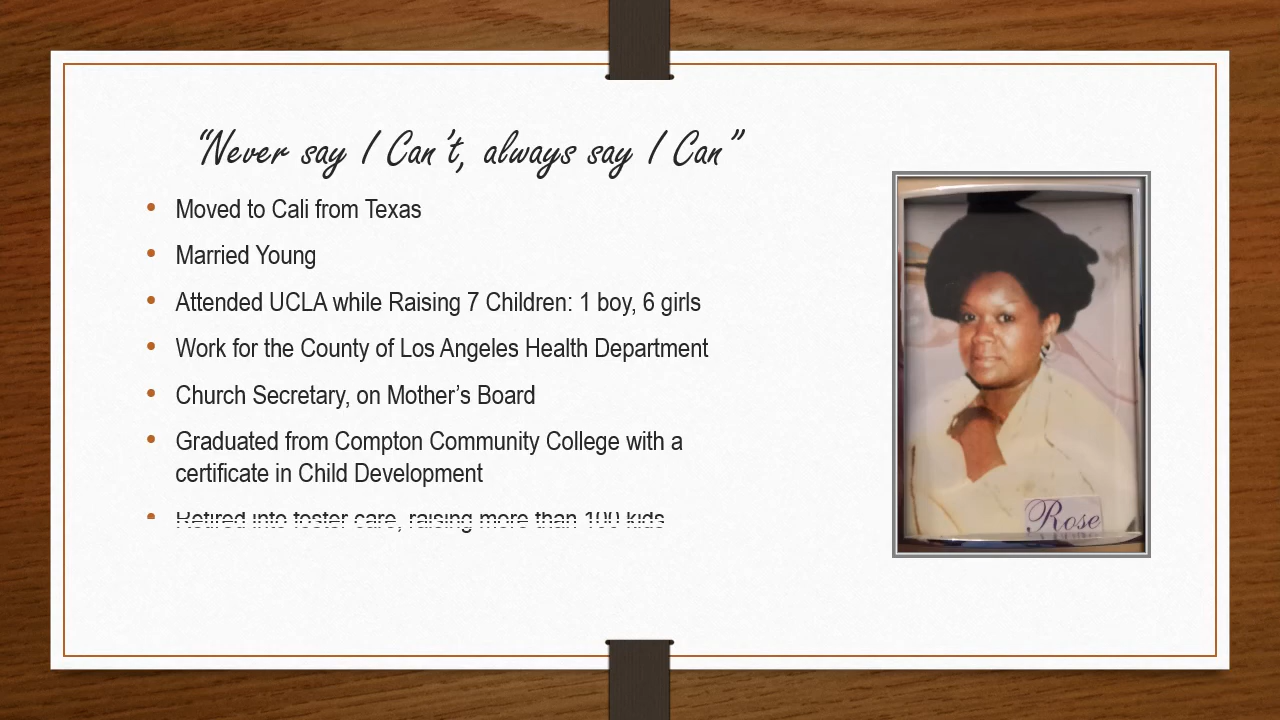 “Never say I Can’t, always say I Can”
• Moved to Cali from Texas
• Married Young
• Attended UCLA while Raising 7 Children: 1 boy, 6 girls
• Work for the County of Los Angeles Health Department
• Church Secretary, on Mother’s Board
• Graduated from Compton Community College with a
certificate in Child Development
• Retired into foster care, raising more than 100 kids
Rose